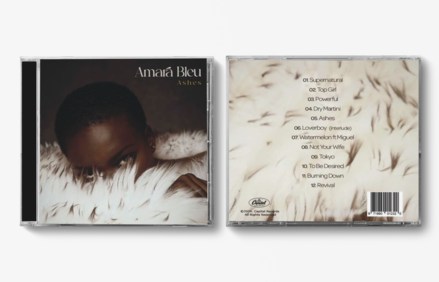 Amara Bleu
Ashes
01. Supernatural
02. Top Girl
03. Powerful
04. Dry Martini
05. Ashes
06. Loverboy (Interlude)
07. Watermelon ft Miguel
08. Not Your Wife
09. Tokyo
10. To Be Desired
11. Burning Down
12. Revival
Capitol